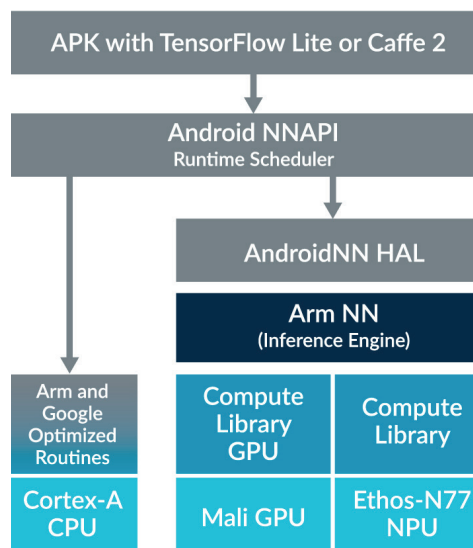 APK with TensorFlow Lite or Caffe 2
Android NNAPI
Runtime Scheduler
AndroidNN HAL
Arm NN
(Inference Engine)
Arm and
Google
Optimized
Routines
Compute
Library
GPU
Compute
Library
Cortex-A
CPU
Mali GPU
Ethos-N77
NPU